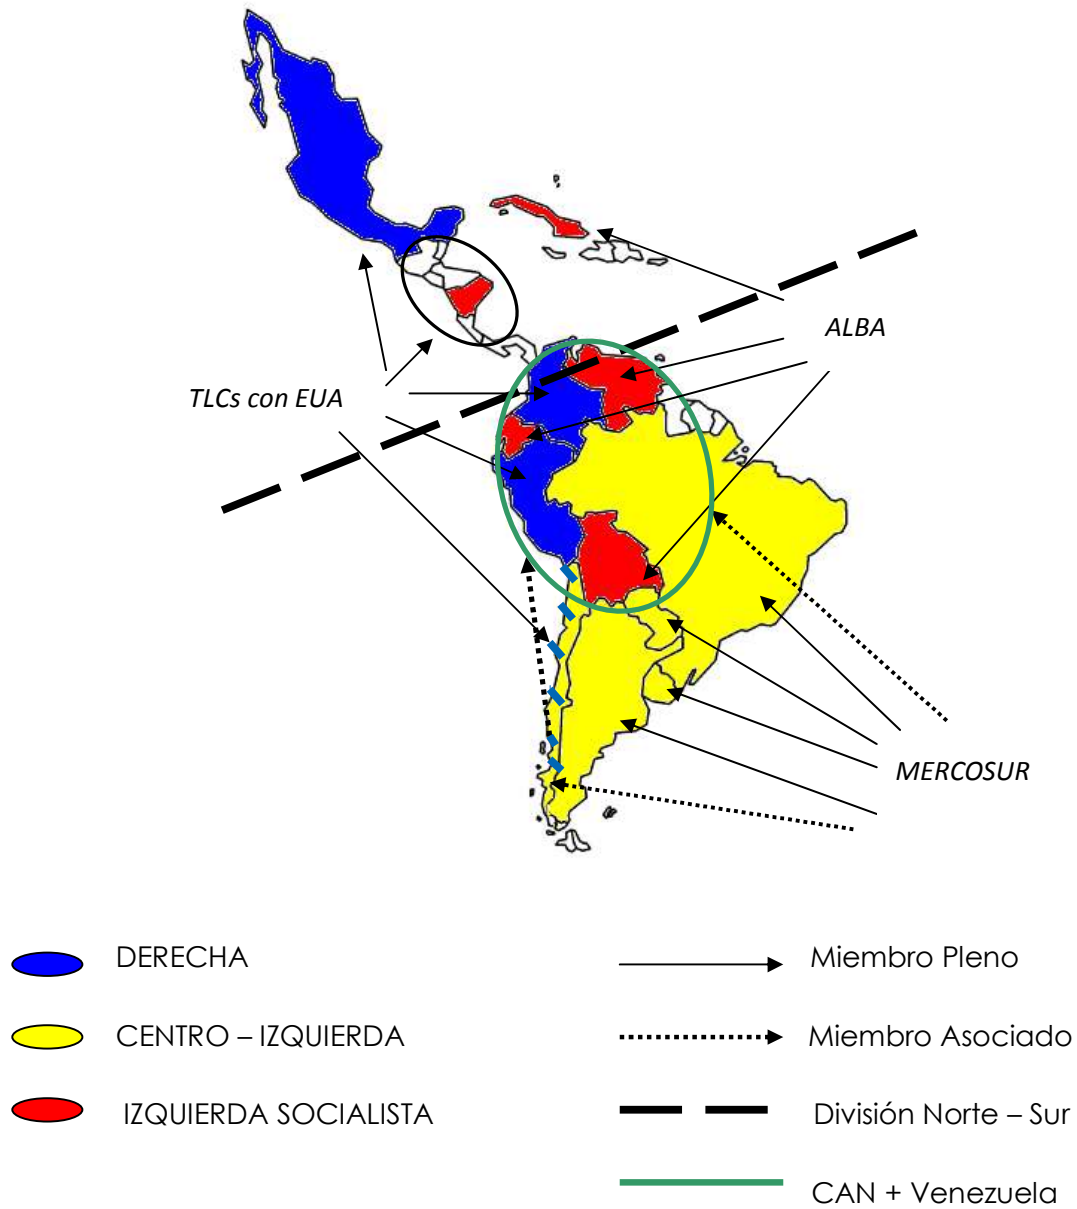 ALBA
TLCs con EUA
MERCOSUR
DERECHA
Miembro Pleno
CENTRO – IZQUIERDA
Miembro Asociado
IZQUIERDA SOCIALISTA
División Norte – Sur
CAN + Venezuela